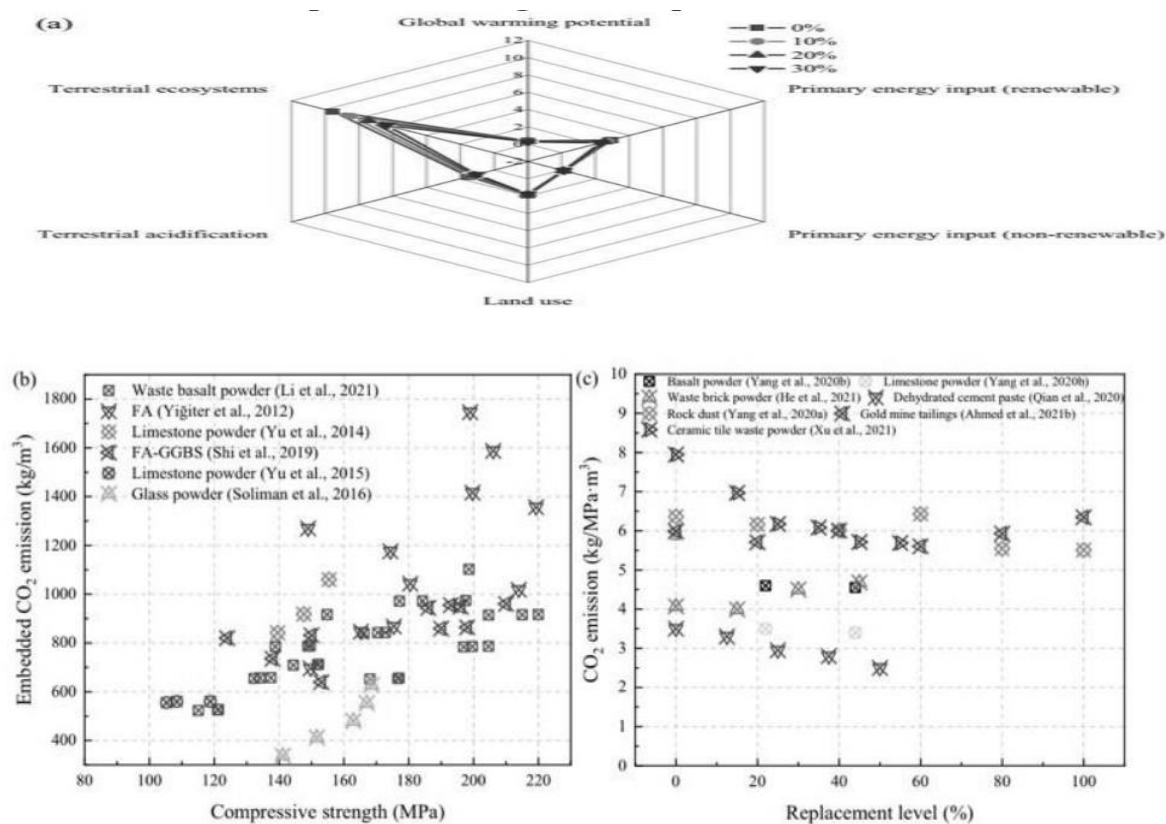 (a)
Global warming potential
12
10
8
6
4
2
0
-2
0%
10%
20%
30%
Terrestrial ecosystems
Primary energy input (renewable)
Terrestrial acidification
Primary energy input (non-renewable)
Land use
(b)
Waste basalt powder (Li et al., 2021)
FA (Yiğiter et al., 2012)
Limestone powder (Yu et al., 2014)
FA-GGBS (Shi et al., 2019)
Limestone powder (Yu et al., 2015)
Glass powder (Soliman et al., 2016)
Embedded CO2 emission (kg/m³)
1800
1600
1400
1200
1000
800
600
400
80 100 120 140 160 180 200 220
Compressive strength (MPa)
(c)
Basalt powder (Yang et al., 2020b) Limestone powder (Yang et al., 2020b)
Waste brick powder (He et al., 2021) Dehydrated cement paste (Qian et al., 2020)
Rock dust (Yang et al., 2020a) Gold mine tailings (Ahmed et al., 2021b)
Ceramic tile waste powder (Xu et al., 2021)
CO2 emission (kg/MPa·m³)
10
9
8
7
6
5
4
3
2
1
0
0 20 40 60 80 100
Replacement level (%)